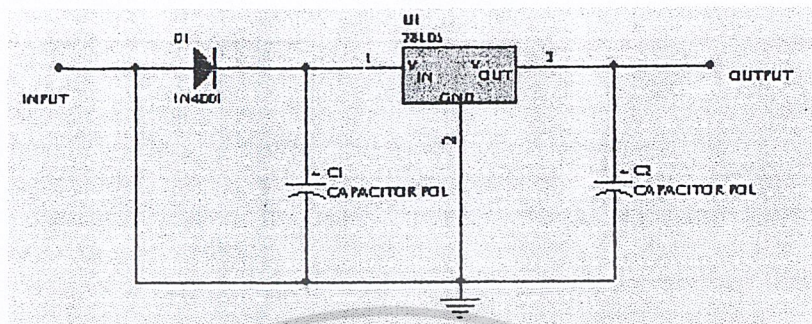 U1
D1
78L05
1
V
V
3
IN
OUT
INPUT
1N4001
GND
OUTPUT
2
C1
CAPACITOR POL
C2
CAPACITOR POL